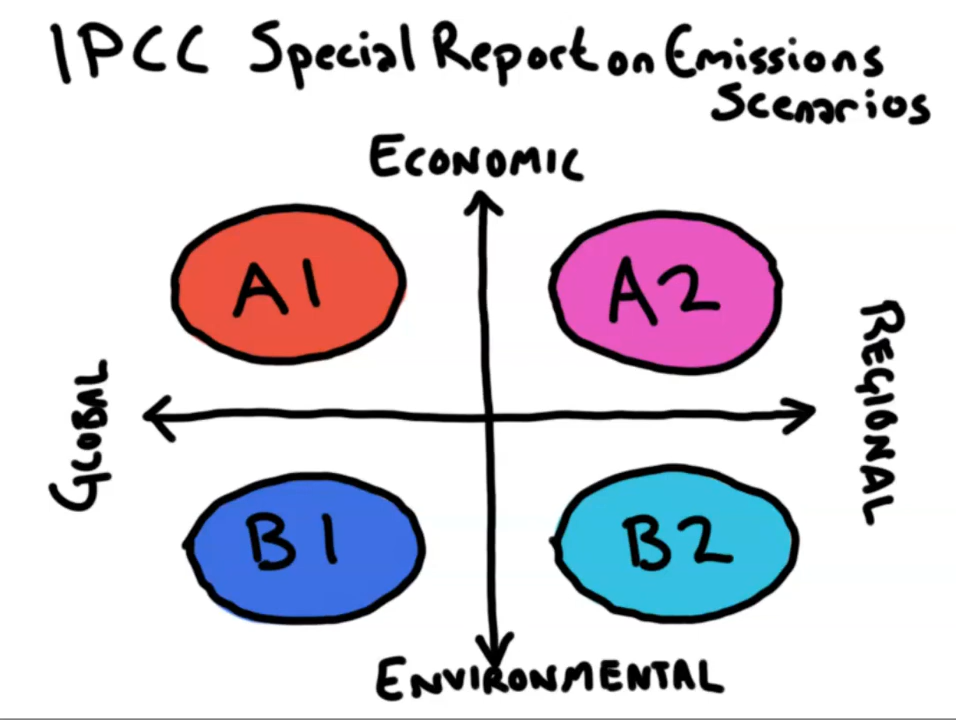 IPCC Special Report on Emissions
Scenarios
ECONOMIC
A1
A2
GLOBAL
REGIONAL
B1
B2
ENVIRONMENTAL